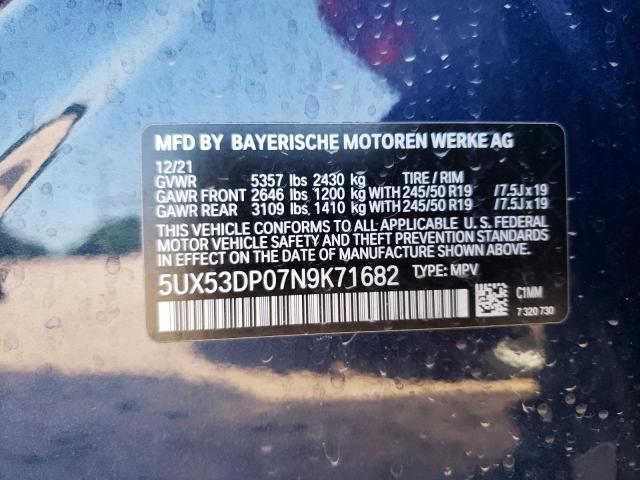 MFD BY BAYERISCHE MOTOREN WERKE AG
12/21
GVWR 5357 lbs 2430 kg TIRE / RIM
GAWR FRONT 2646 lbs 1200 kg WITH 245/50 R19 /7.5J x 19
GAWR REAR 3109 lbs 1410 kg WITH 245/50 R19 /7.5J x 19
THIS VEHICLE CONFORMS TO ALL APPLICABLE U. S. FEDERAL
MOTOR VEHICLE SAFETY AND THEFT PREVENTION STANDARDS
IN EFFECT ON THE DATE OF MANUFACTURE SHOWN ABOVE.
5UX53DP07N9K71682 TYPE: MPV
C1MM
7 320 730